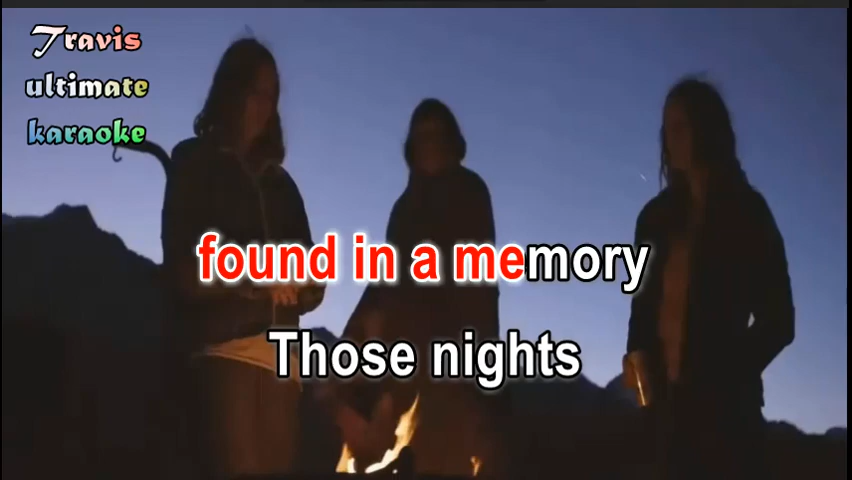 Travis
ultimate
karaoke
found in a memory
Those nights